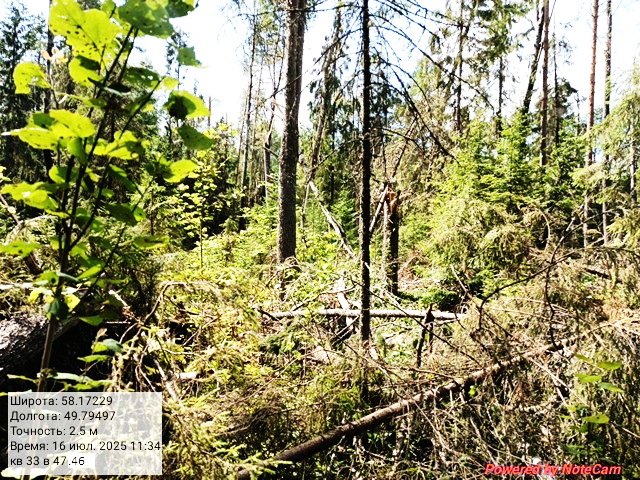 Широта: 58.17229
Долгота: 49.79497
Точность: 2.5 м
Время: 16 июл. 2025 11:34
кв 33 в 47.46
Powered by NoteCam